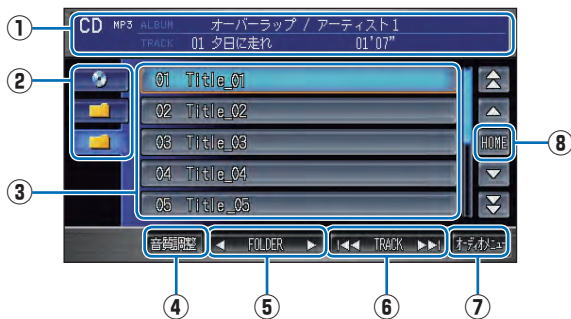 CD MP3 ALBUM オーバーラップ / アーティスト1
TRACK 01 夕日に走れ 01'07"
01 Title_01
02 Title_02
03 Title_03
04 Title_04
05 Title_05
HOME
音質調整 ◀ FOLDER ▶ I◀◀ TRACK ▶▶I オーディオメニュー
①
②
③
④
⑤
⑥
⑦
⑧